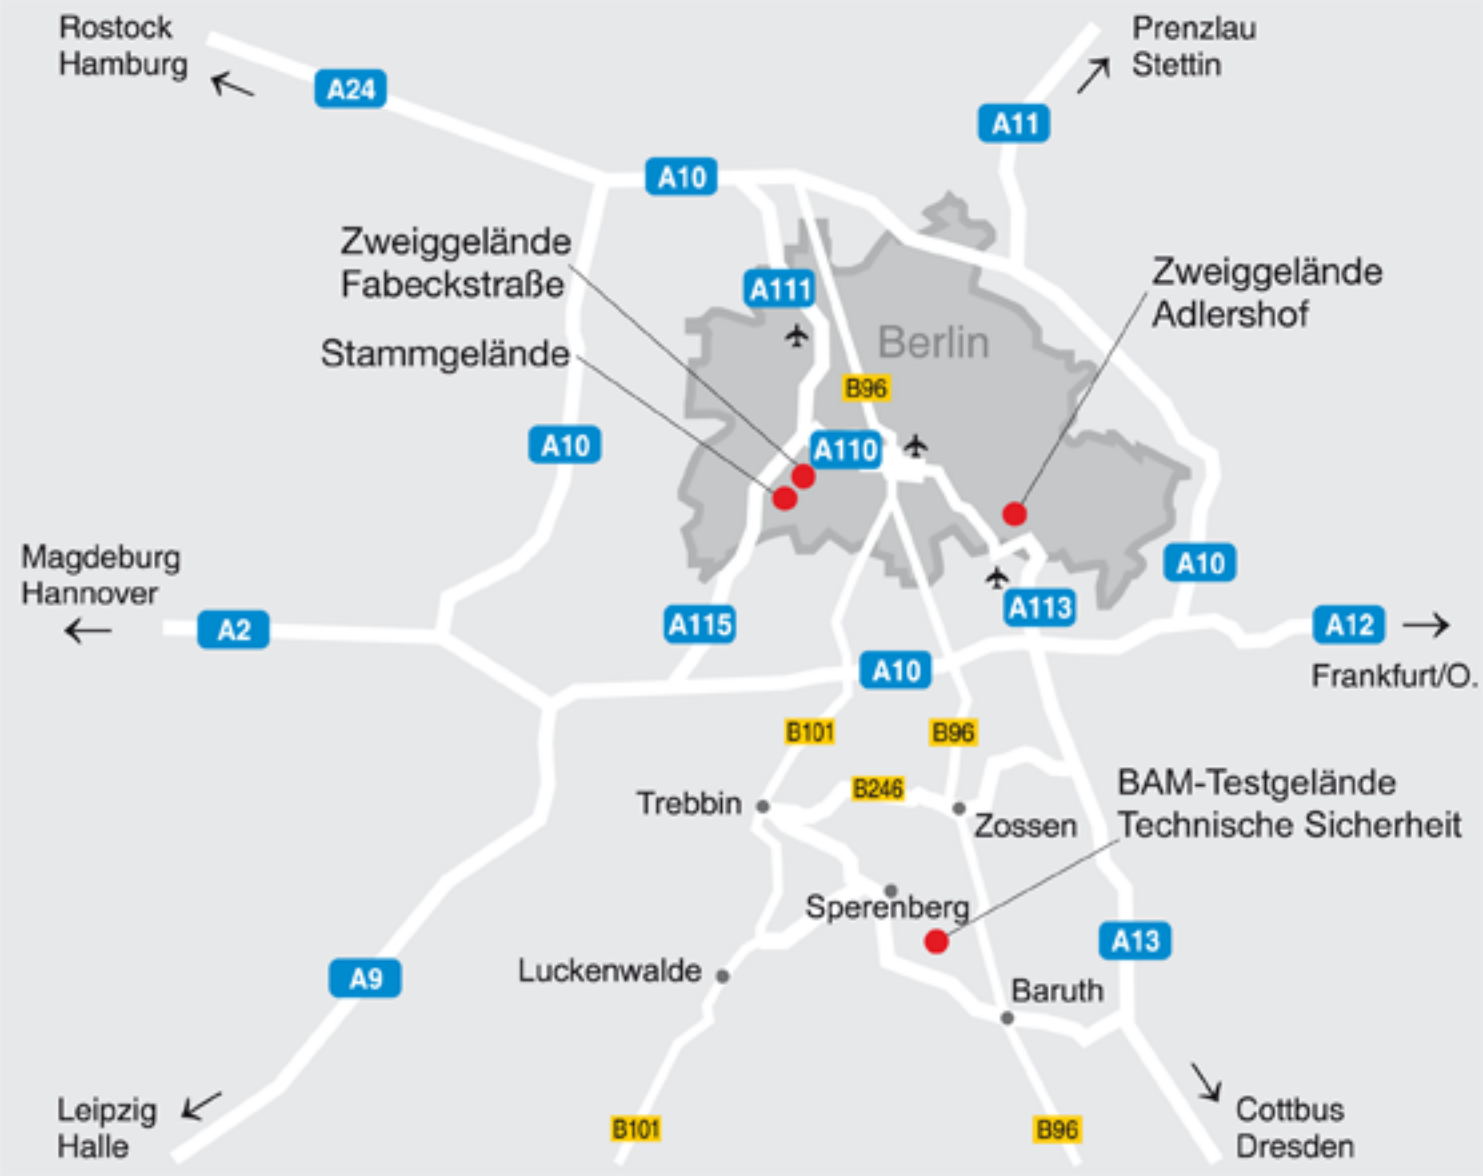 Rostock
Hamburg
A24
Prenzlau
Stettin
A11
A10
Zweiggelände
Fabeckstraße
A111
Zweiggelände
Adlershof
Stammgelände
Berlin
B96
A10
A110
Magdeburg
Hannover
A2
A10
A115
A113
A12
Frankfurt/O.
A10
B101
B96
BAM-Testgelände
Technische Sicherheit
Trebbin
B246
Zossen
Sperenberg
A13
Luckenwalde
A9
Baruth
Leipzig
Halle
B101
B96
Cottbus
Dresden